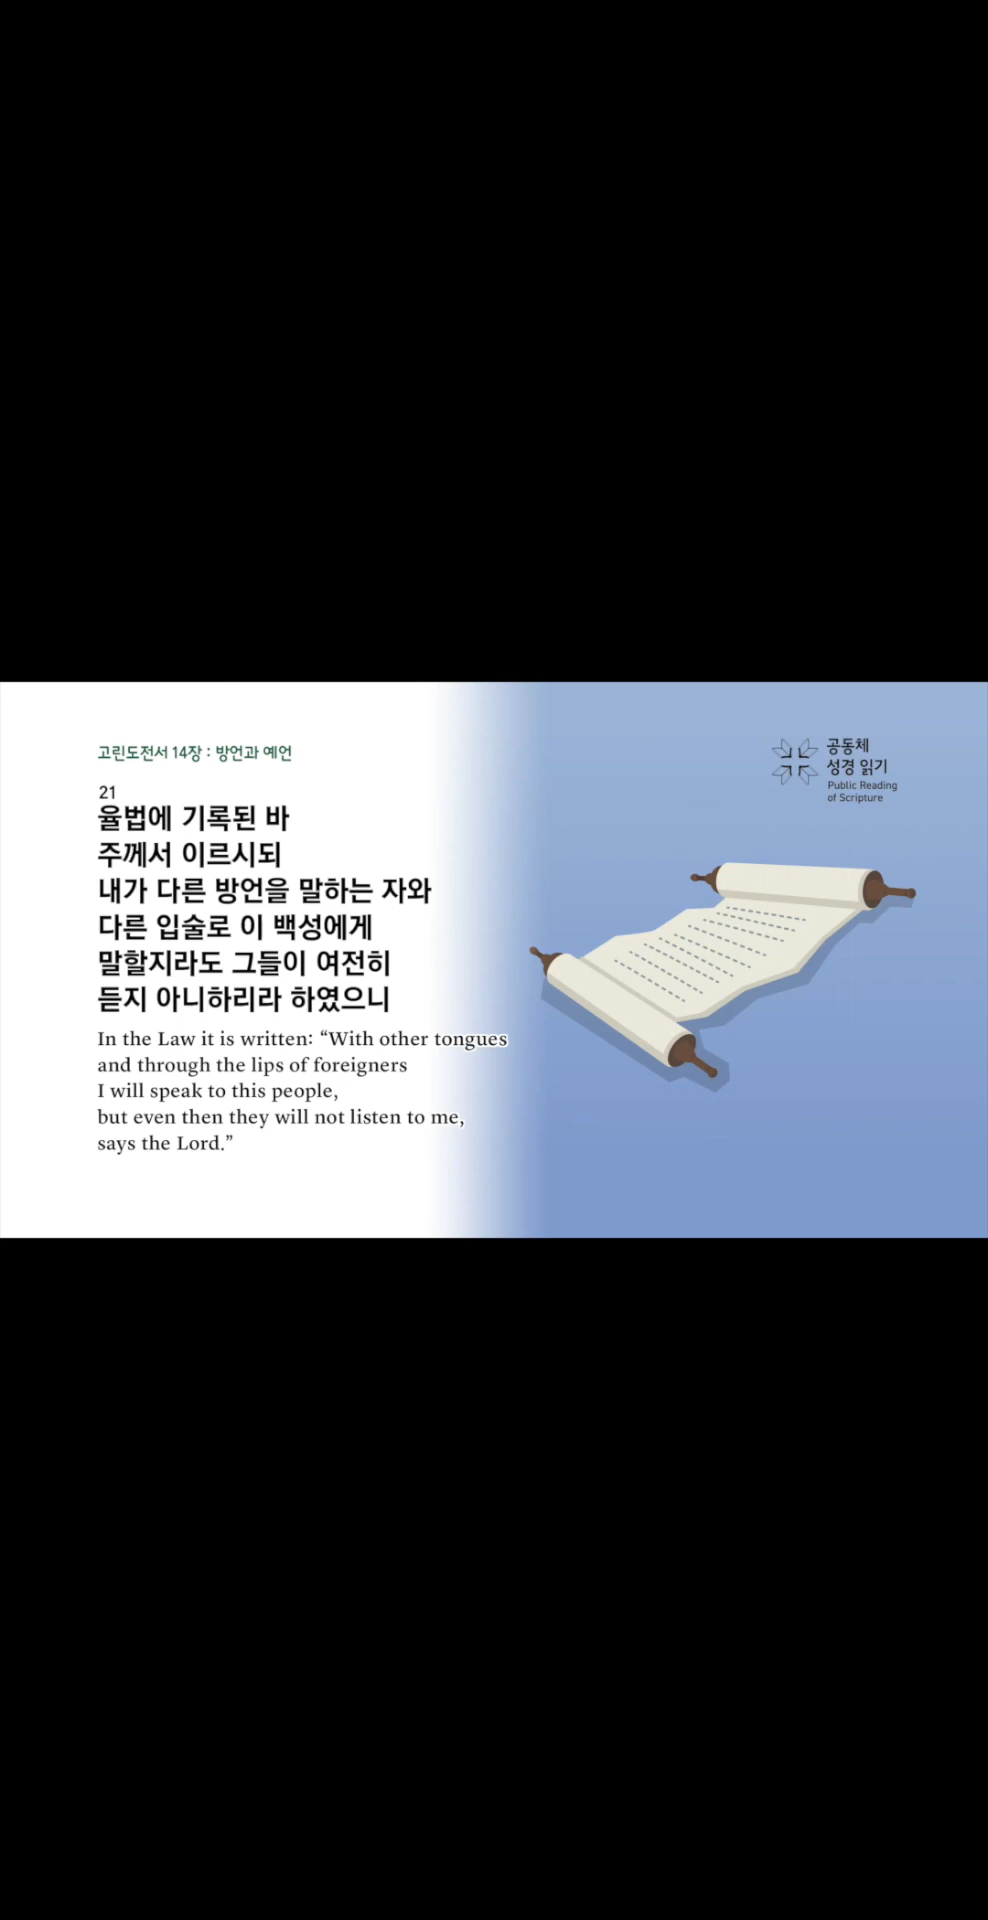 고린도전서 14장 : 방언과 예언
공동체
성경 읽기
Public Reading
of Scripture
21
율법에 기록된 바
주께서 이르시되
내가 다른 방언을 말하는 자와
다른 입술로 이 백성에게
말할지라도 그들이 여전히
듣지 아니하리라 하였으니
In the Law it is written: “With other tongues
and through the lips of foreigners
I will speak to this people,
but even then they will not listen to me,
says the Lord.”